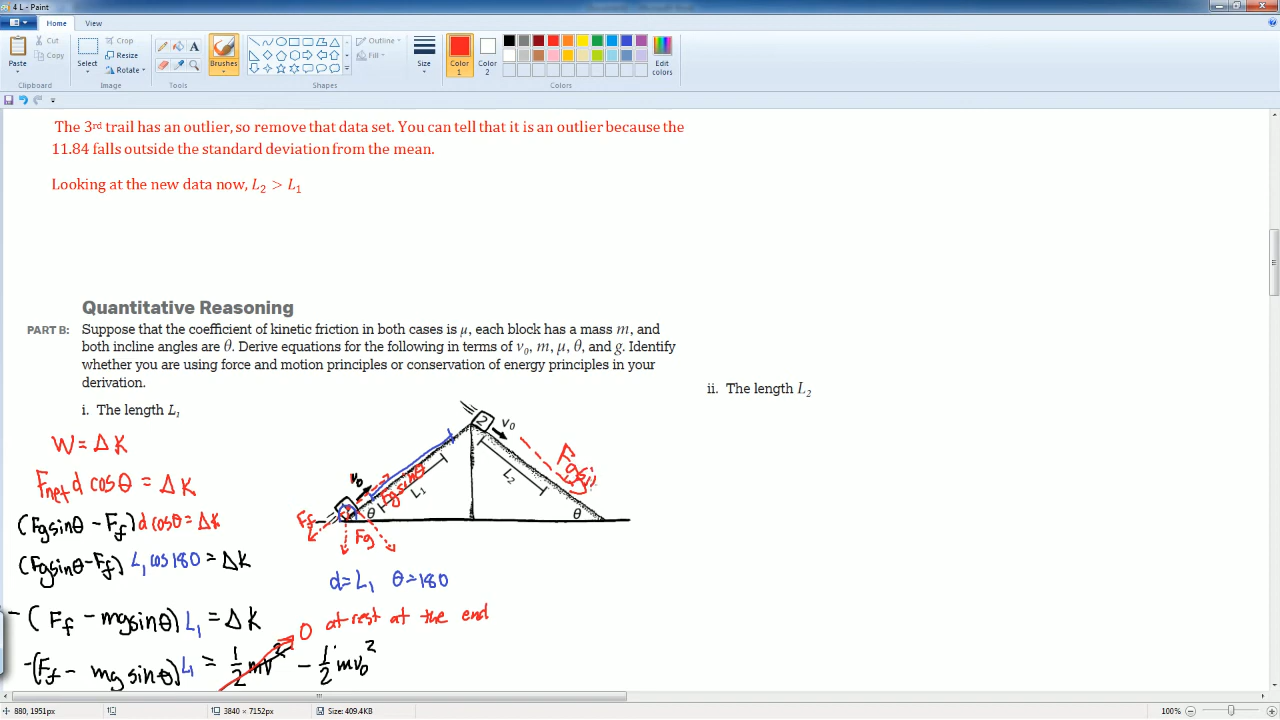 4 L - Paint
Home View
Cut
Copy
Paste
Clipboard
Crop
Resize
Rotate
Select
Image
A
Tools
Brushes
Outline
Fill
Shapes
Size
Color 1
Color 2
Edit colors
Colors
The 3rd trail has an outlier, so remove that data set. You can tell that it is an outlier because the
11.84 falls outside the standard deviation from the mean.
Looking at the new data now, L₂ > L₁
Quantitative Reasoning
PART B: Suppose that the coefficient of kinetic friction in both cases is μ, each block has a mass m, and
both incline angles are θ. Derive equations for the following in terms of v₀, m, μ, θ, and g. Identify
whether you are using force and motion principles or conservation of energy principles in your
derivation.
i. The length L₁
ii. The length L₂
W = Δ K
Fnet d cosθ = Δ K
(Fgsinθ - Ff) d cosθ = Δk
(Fgsinθ - Ff) L₁ cos180 = Δk
- (Ff - mgsinθ) L₁ = Δ K
-(Ff - mg sinθ) L₁ = ½mv² - ½mv₀²
v₀
Fgsinθ
L₁
θ
Ff
Fg
2
v₀
L₂
θ
Fgsin
d = L₁ θ = 180
0 at rest at the end
880, 1951px
3840 × 7152px
Size: 409.4KB
100%